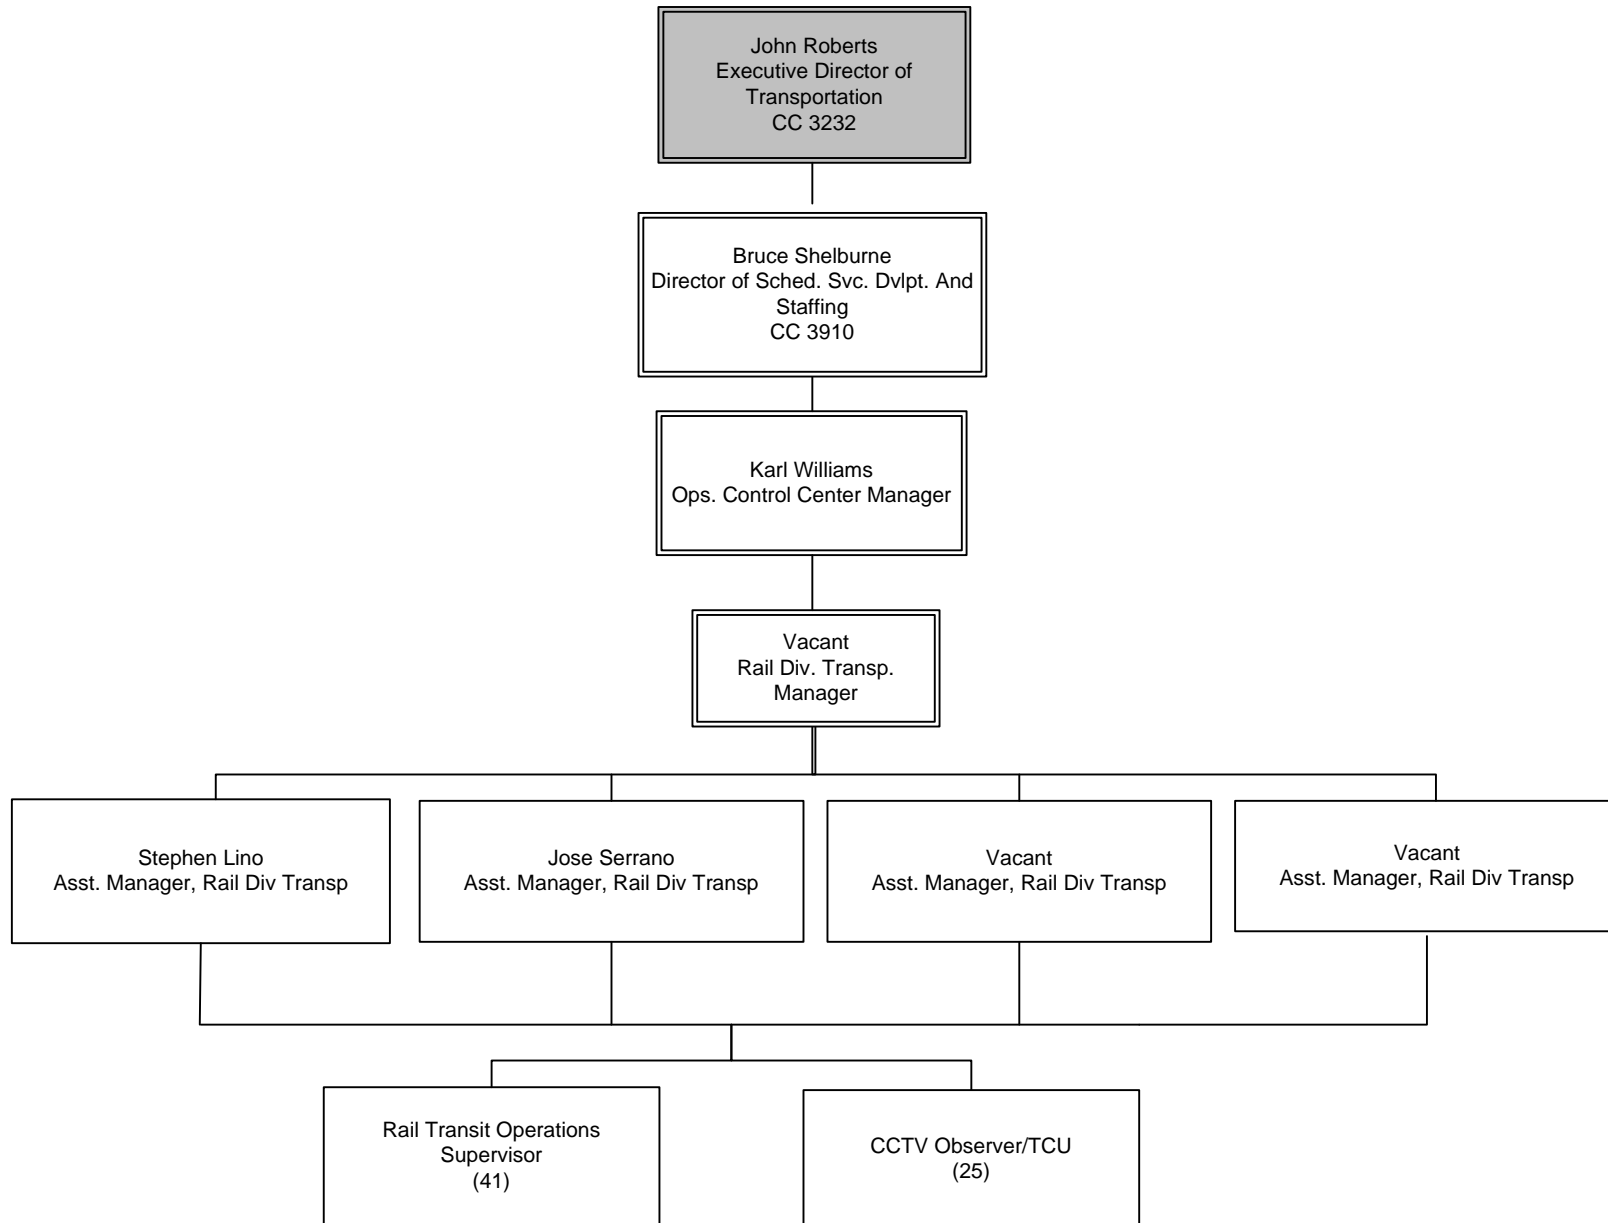 John Roberts
Executive Director of
Transportation
CC 3232
Bruce Shelburne
Director of Sched. Svc. Dvlpt. And
Staffing
CC 3910
Karl Williams
Ops. Control Center Manager
Vacant
Rail Div. Transp.
Manager
Stephen Lino
Asst. Manager, Rail Div Transp
Jose Serrano
Asst. Manager, Rail Div Transp
Vacant
Asst. Manager, Rail Div Transp
Vacant
Asst. Manager, Rail Div Transp
Rail Transit Operations
Supervisor
(41)
CCTV Observer/TCU
(25)